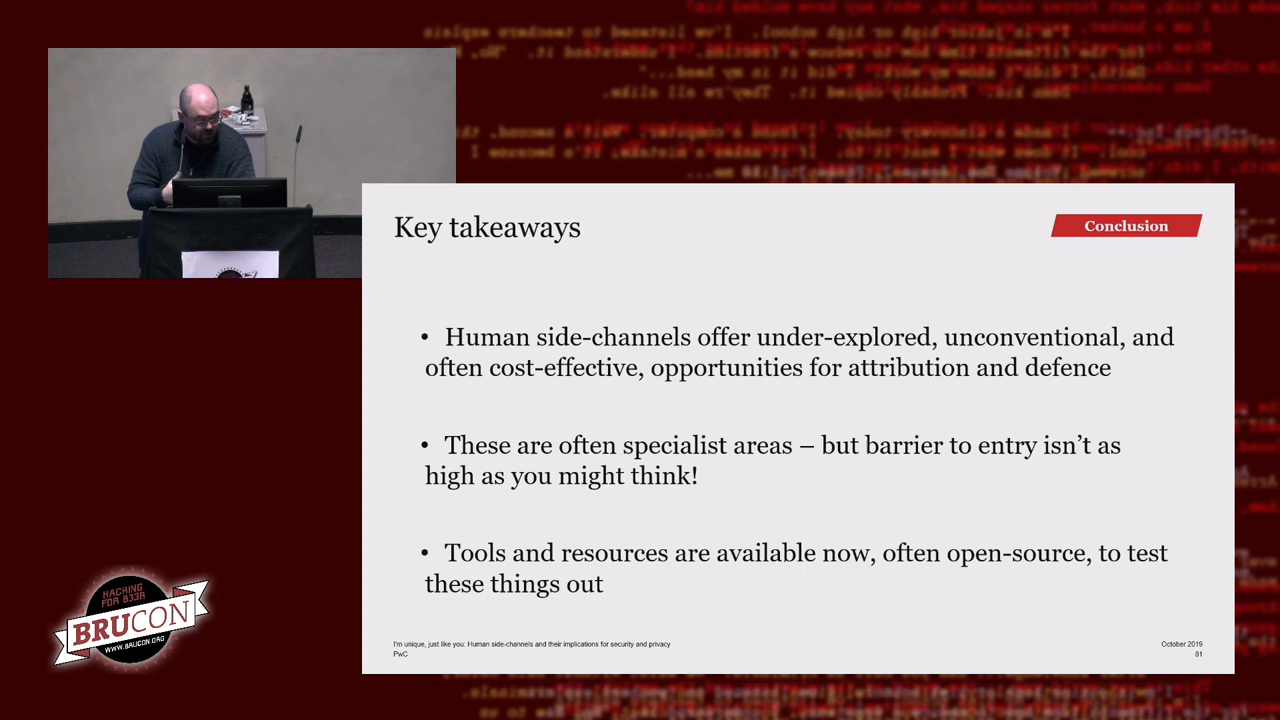 Key takeaways
Conclusion
• Human side-channels offer under-explored, unconventional, and
often cost-effective, opportunities for attribution and defence
• These are often specialist areas – but barrier to entry isn't as
high as you might think!
• Tools and resources are available now, often open-source, to test
these things out
I'm unique, just like you: Human side-channels and their implications for security and privacy
PwC
October 2019
81
HACKING
FOR B33R
BRUCON
WWW.BRUCON.ORG